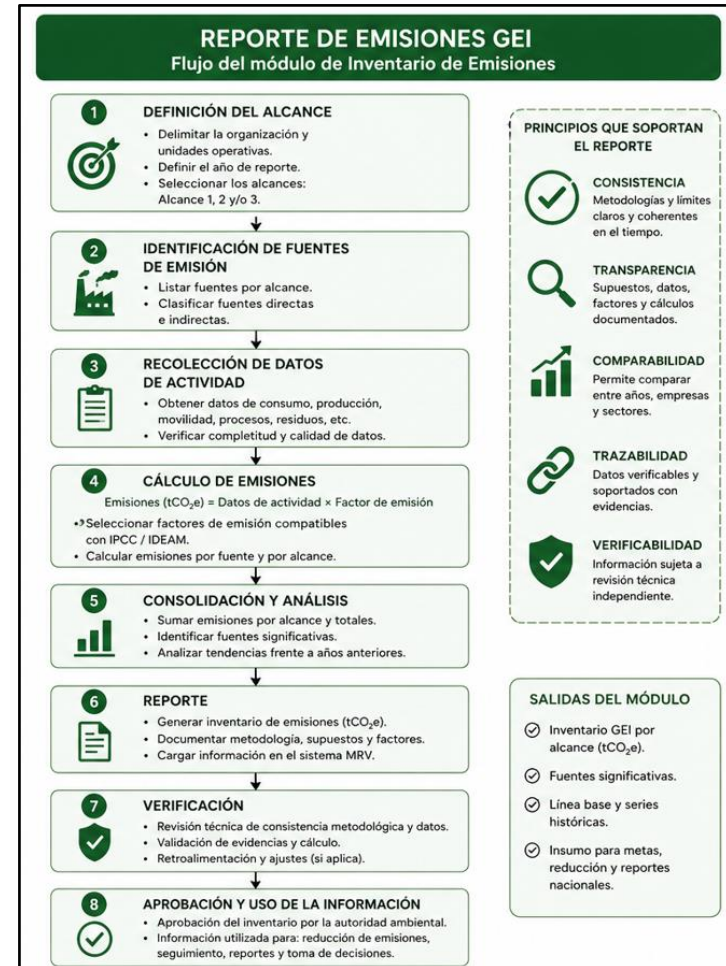 REPORTE DE EMISIONES GEI
Flujo del módulo de Inventario de Emisiones
1
DEFINICIÓN DEL ALCANCE
• Delimitar la organización y
unidades operativas.
• Definir el año de reporte.
• Seleccionar los alcances:
Alcance 1, 2 y/o 3.
2
IDENTIFICACIÓN DE FUENTES
DE EMISIÓN
• Listar fuentes por alcance.
• Clasificar fuentes directas
e indirectas.
3
RECOLECCIÓN DE DATOS
DE ACTIVIDAD
• Obtener datos de consumo, producción,
movilidad, procesos, residuos, etc.
• Verificar completitud y calidad de datos.
4
CÁLCULO DE EMISIONES
Emisiones (tCO₂e) = Datos de actividad × Factor de emisión
• Seleccionar factores de emisión compatibles
con IPCC / IDEAM.
• Calcular emisiones por fuente y por alcance.
5
CONSOLIDACIÓN Y ANÁLISIS
• Sumar emisiones por alcance y totales.
• Identificar fuentes significativas.
• Analizar tendencias frente a años anteriores.
6
REPORTE
• Generar inventario de emisiones (tCO₂e).
• Documentar metodología, supuestos y factores.
• Cargar información en el sistema MRV.
7
VERIFICACIÓN
• Revisión técnica de consistencia metodológica y datos.
• Validación de evidencias y cálculo.
• Retroalimentación y ajustes (si aplica).
8
APROBACIÓN Y USO DE LA INFORMACIÓN
• Aprobación del inventario por la autoridad ambiental.
• Información utilizada para: reducción de emisiones,
seguimiento, reportes y toma de decisiones.
PRINCIPIOS QUE SOPORTAN
EL REPORTE
CONSISTENCIA
Metodologías y límites
claros y coherentes
en el tiempo.
TRANSPARENCIA
Supuestos, datos,
factores y cálculos
documentados.
COMPARABILIDAD
Permite comparar
entre años, empresas
y sectores.
TRAZABILIDAD
Datos verificables y
soportados con
evidencias.
VERIFICABILIDAD
Información sujeta a
revisión técnica
independiente.
SALIDAS DEL MÓDULO
Inventario GEI por
alcance (tCO₂e).
Fuentes significativas.
Línea base y series
históricas.
Insumo para metas,
reducción y reportes
nacionales.